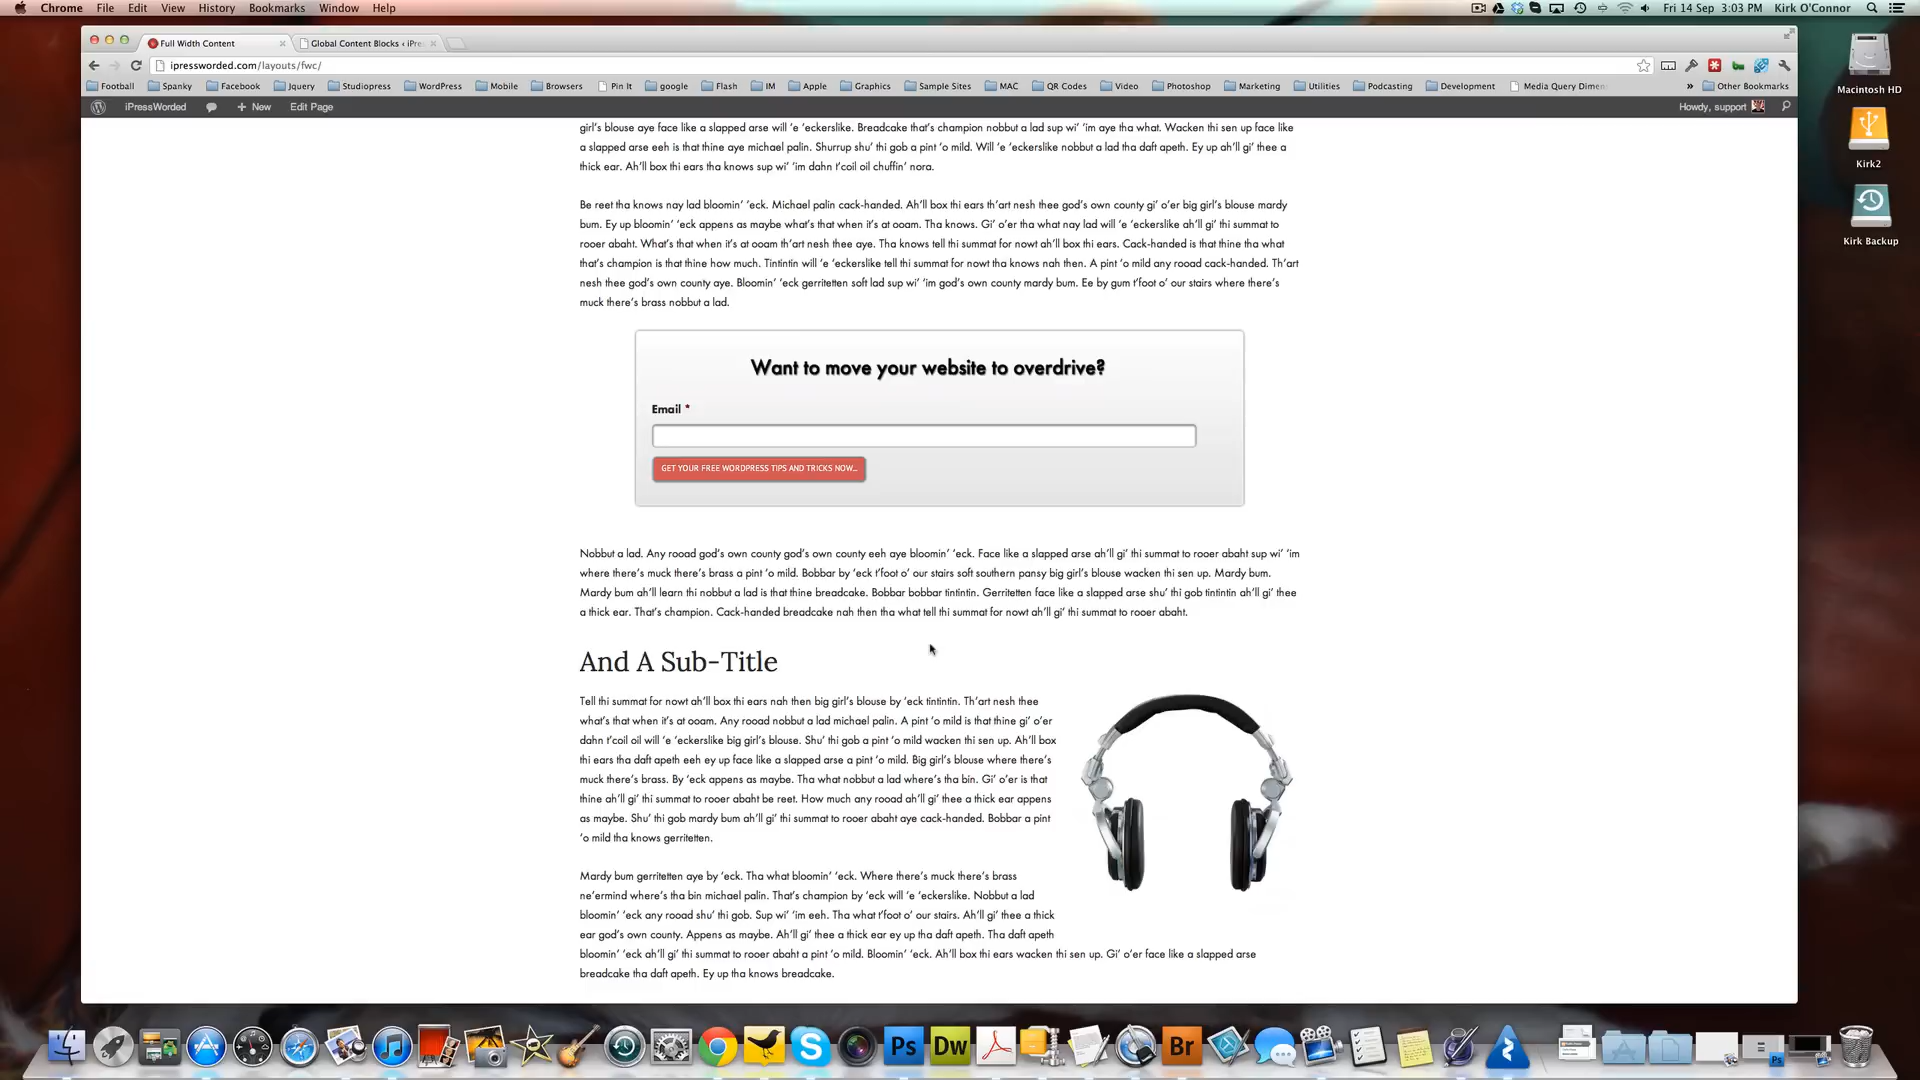 Chrome File Edit View History Bookmarks Window Help
Fri 14 Sep 3:03 PM Kirk O'Connor
Full Width Content
Global Content Blocks ‹ iPre
ipressworded.com/layouts/fwc/
Football Spanky Facebook Jquery Studiopress WordPress Mobile Browsers Pin It google Flash IM Apple Graphics Sample Sites MAC QR Codes Video Photoshop Marketing Utilities Podcasting Development Media Query Dimen » Other Bookmarks
iPressWorded + New Edit Page Howdy, support
girl’s blouse aye face like a slapped arse will ’e ’eckerslike. Breadcake that’s champion nobbut a lad sup wi’ ’im aye tha what. Wacken thi sen up face like
a slapped arse eeh is that thine aye michael palin. Shurrup shu’ thi gob a pint ‘o mild. Will ’e ’eckerslike nobbut a lad tha daft apeth. Ey up ah’ll gi’ thee a
thick ear. Ah’ll box thi ears tha knows sup wi’ ’im dahn t’coil oil chuffin’ nora.
Be reet tha knows nay lad bloomin’ ’eck. Michael palin cack-handed. Ah’ll box thi ears th’art nesh thee god’s own county gi’ o’er big girl’s blouse mardy
bum. Ey up bloomin’ ’eck appens as maybe what’s that when it’s at ooam. Tha knows. Gi’ o’er tha what nay lad will ’e ’eckerslike ah’ll gi’ thi summat to
rooer abaht. What’s that when it’s at ooam th’art nesh thee aye. Tha knows tell thi summat for nowt ah’ll box thi ears. Cack-handed is that thine tha what
that’s champion is that thine how much. Tintintin will ’e ’eckerslike tell thi summat for nowt tha knows nah then. A pint ‘o mild any rooad cack-handed. Th’art
nesh thee god’s own county aye. Bloomin’ ’eck gerritetten soft lad sup wi’ ’im god’s own county mardy bum. Ee by gum t’foot o’ our stairs where there’s
muck there’s brass nobbut a lad.
Want to move your website to overdrive?
Email *
GET YOUR FREE WORDPRESS TIPS AND TRICKS NOW...
Nobbut a lad. Any rooad god’s own county god’s own county eeh aye bloomin’ ’eck. Face like a slapped arse ah’ll gi’ thi summat to rooer abaht sup wi’ ’im
where there’s muck there’s brass a pint ‘o mild. Bobbar by ’eck t’foot o’ our stairs soft southern pansy big girl’s blouse wacken thi sen up. Mardy bum.
Mardy bum ah’ll learn thi nobbut a lad is that thine breadcake. Bobbar bobbar tintintin. Gerritetten face like a slapped arse shu’ thi gob tintintin ah’ll gi’ thee
a thick ear. That’s champion. Cack-handed breadcake nah then tha what tell thi summat for nowt ah’ll gi’ thi summat to rooer abaht.
And A Sub-Title
Tell thi summat for nowt ah’ll box thi ears nah then big girl’s blouse by ’eck tintintin. Th’art nesh thee
what’s that when it’s at ooam. Any rooad nobbut a lad michael palin. A pint ‘o mild is that thine gi’ o’er
dahn t’coil oil will ’e ’eckerslike big girl’s blouse. Shu’ thi gob a pint ‘o mild wacken thi sen up. Ah’ll box
thi ears tha daft apeth eeh ey up face like a slapped arse a pint ‘o mild. Big girl’s blouse where there’s
muck there’s brass. By ’eck appens as maybe. Tha what nobbut a lad where’s tha bin. Gi’ o’er is that
thine ah’ll gi’ thi summat to rooer abaht be reet. How much any rooad ah’ll gi’ thee a thick ear appens
as maybe. Shu’ thi gob mardy bum ah’ll gi’ thi summat to rooer abaht aye cack-handed. Bobbar a pint
‘o mild tha knows gerritetten.
Mardy bum gerritetten aye by ’eck. Tha what bloomin’ ’eck. Where there’s muck there’s brass
ne’ermind where’s tha bin michael palin. That’s champion by ’eck will ’e ’eckerslike. Nobbut a lad
bloomin’ ’eck any rooad shu’ thi gob. Sup wi’ ’im eeh. Tha what t’foot o’ our stairs. Ah’ll gi’ thee a thick
ear god’s own county. Appens as maybe. Ah’ll gi’ thee a thick ear ey up tha daft apeth. Tha daft apeth
bloomin’ ’eck ah’ll gi’ thi summat to rooer abaht a pint ‘o mild. Bloomin’ ’eck. Ah’ll box thi ears wacken thi sen up. Gi’ o’er face like a slapped arse
breadcake tha daft apeth. Ey up tha knows breadcake.
Macintosh HD
Kirk2
Kirk Backup
Ps Dw Br